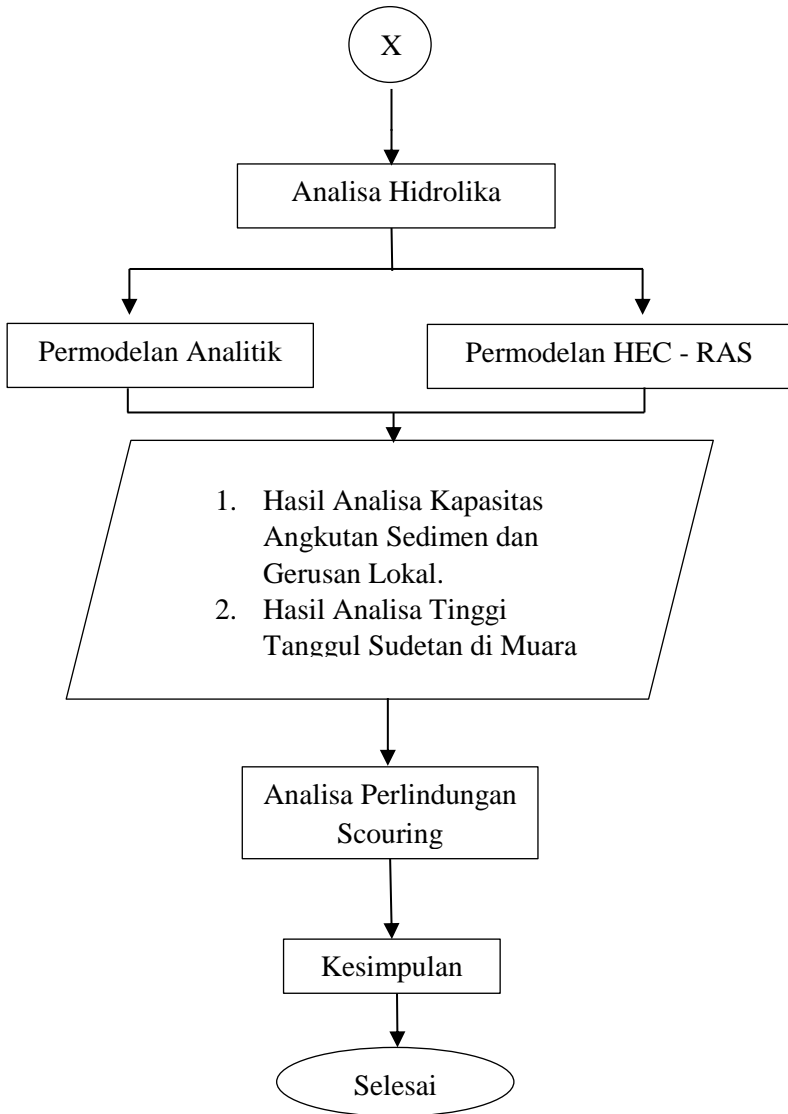 X
Analisa Hidrolika
Permodelan Analitik
Permodelan HEC - RAS
1. Hasil Analisa Kapasitas
Angkutan Sedimen dan
Gerusan Lokal.
2. Hasil Analisa Tinggi
Tanggul Sudetan di Muara
Analisa Perlindungan
Scouring
Kesimpulan
Selesai